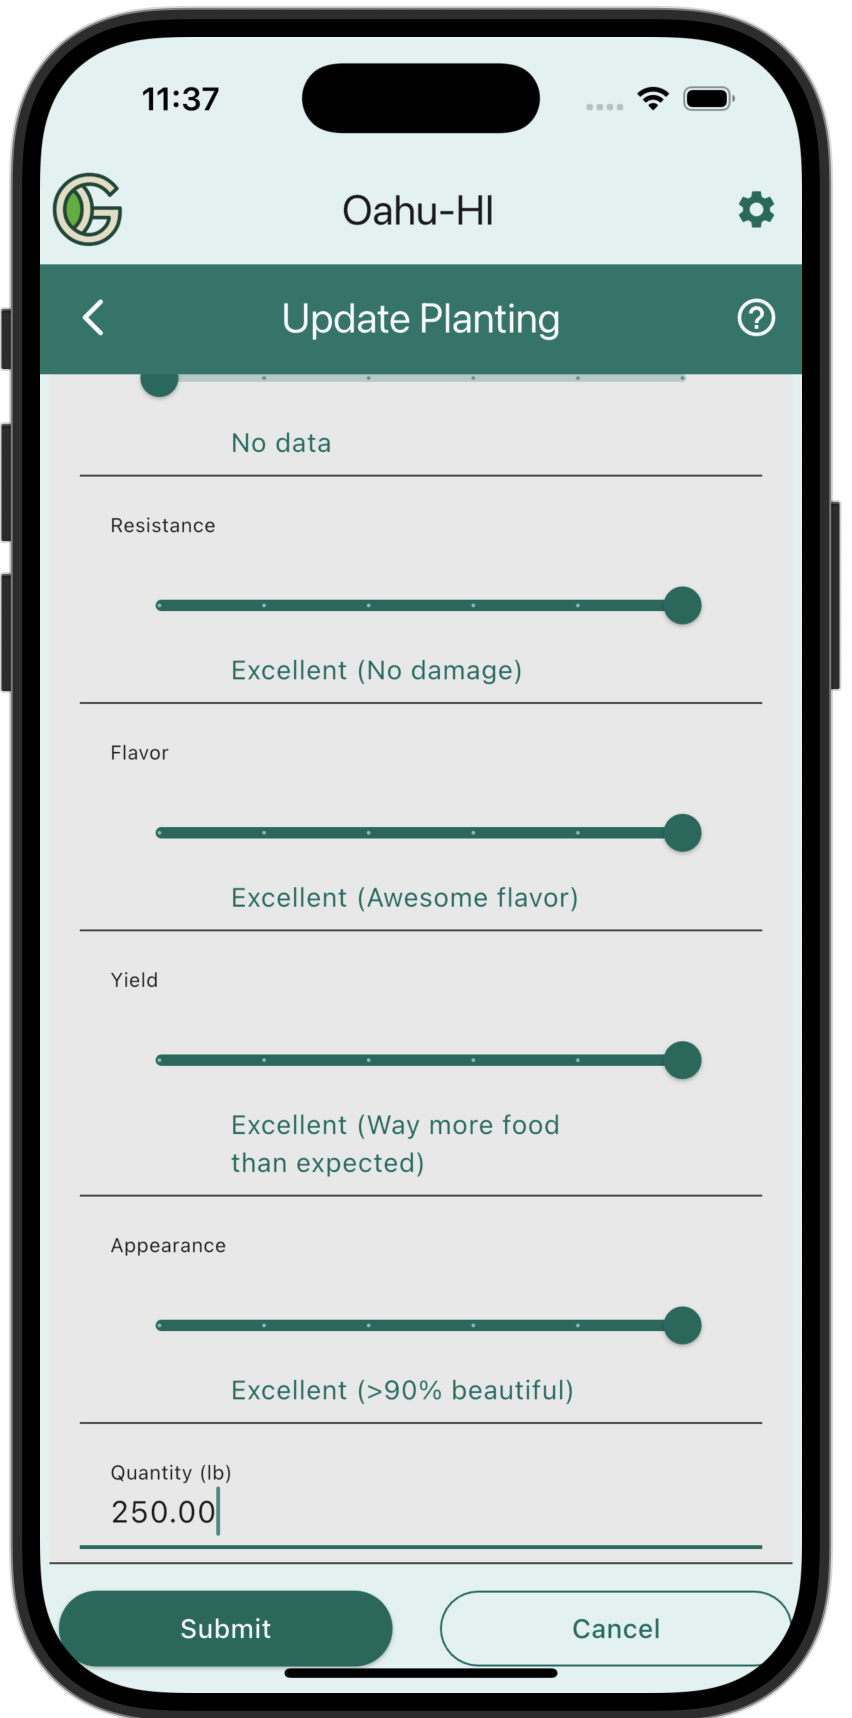 11:37
Oahu-HI
Update Planting
No data
Resistance
Excellent (No damage)
Flavor
Excellent (Awesome flavor)
Yield
Excellent (Way more food
than expected)
Appearance
Excellent (>90% beautiful)
Quantity (lb)
250.00
Submit
Cancel